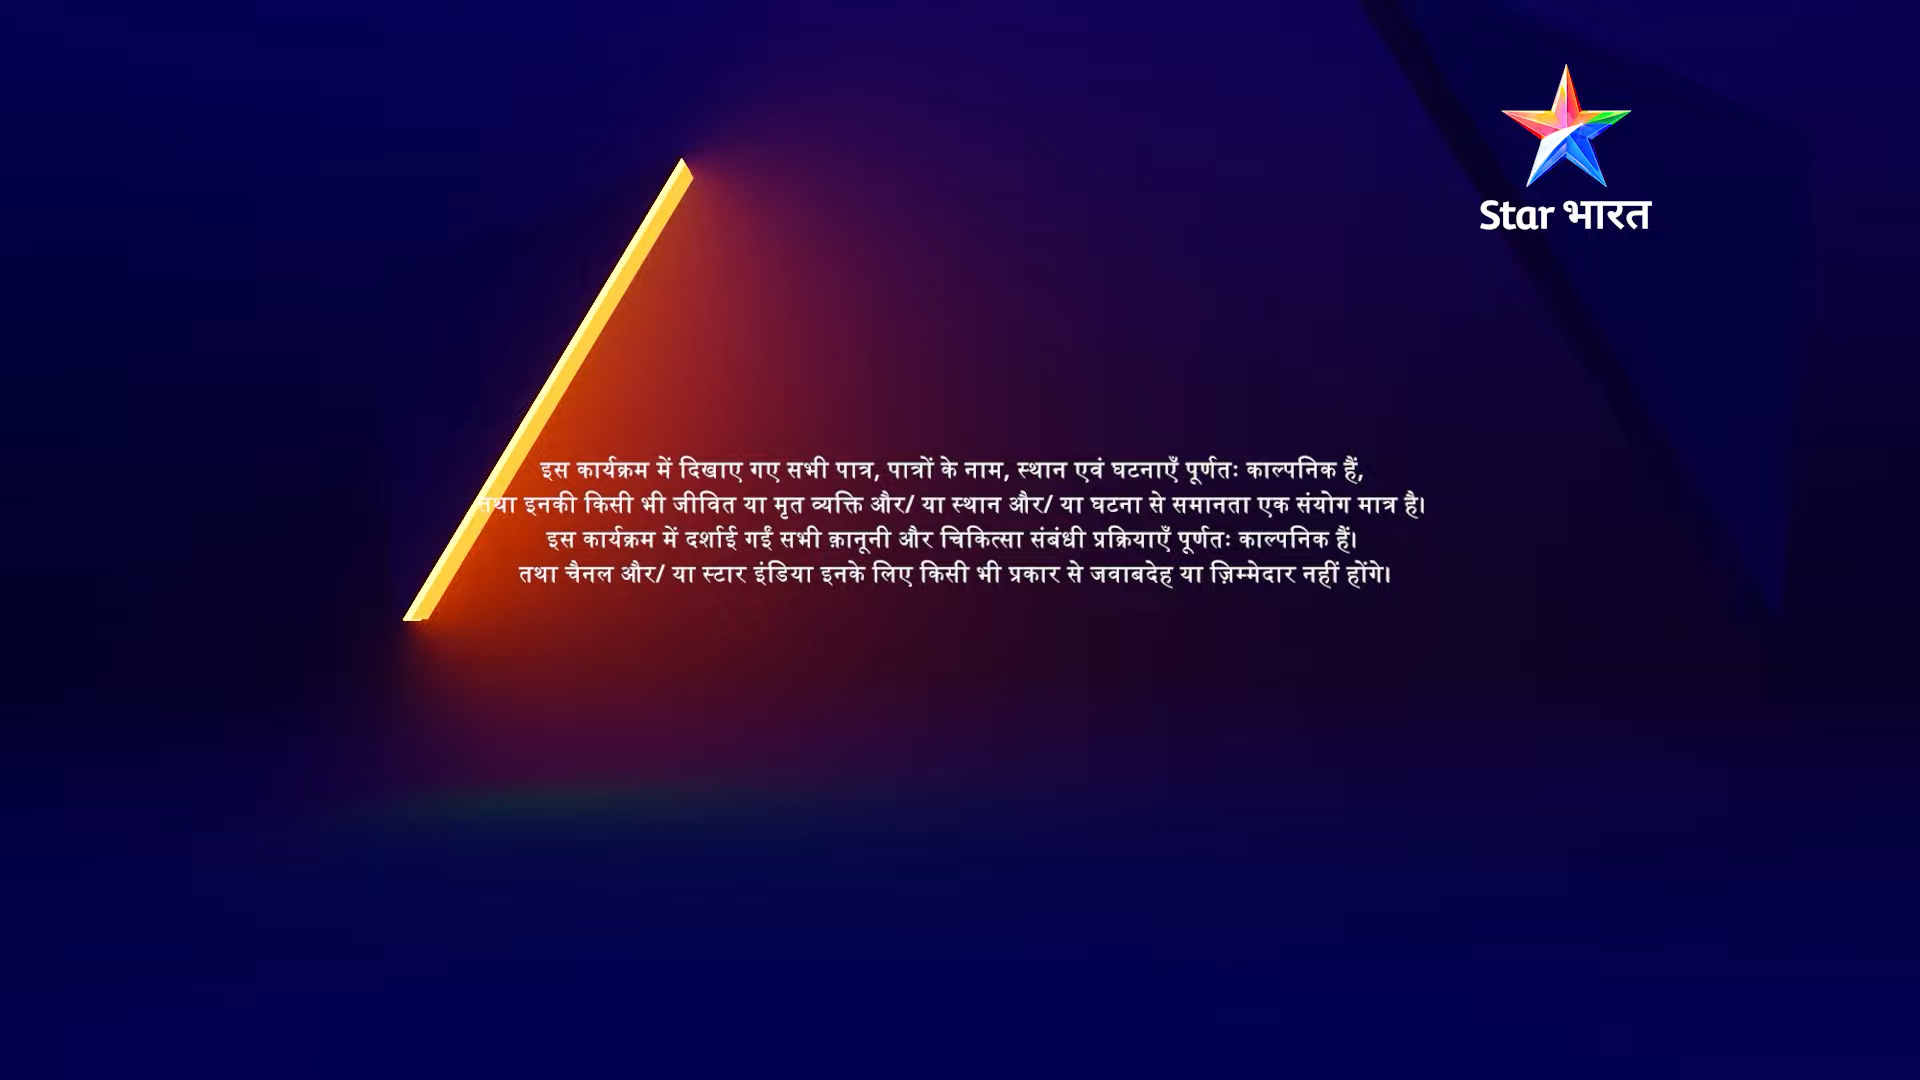 Star भारत
इस कार्यक्रम में दिखाए गए सभी पात्र, पात्रों के नाम, स्थान एवं घटनाएँ पूर्णतः काल्पनिक हैं,
तथा इनकी किसी भी जीवित या मृत व्यक्ति और/ या स्थान और/ या घटना से समानता एक संयोग मात्र है।
इस कार्यक्रम में दर्शाई गईं सभी क़ानूनी और चिकित्सा संबंधी प्रक्रियाएँ पूर्णतः काल्पनिक हैं।
तथा चैनल और/ या स्टार इंडिया इनके लिए किसी भी प्रकार से जवाबदेह या ज़िम्मेदार नहीं होंगे।